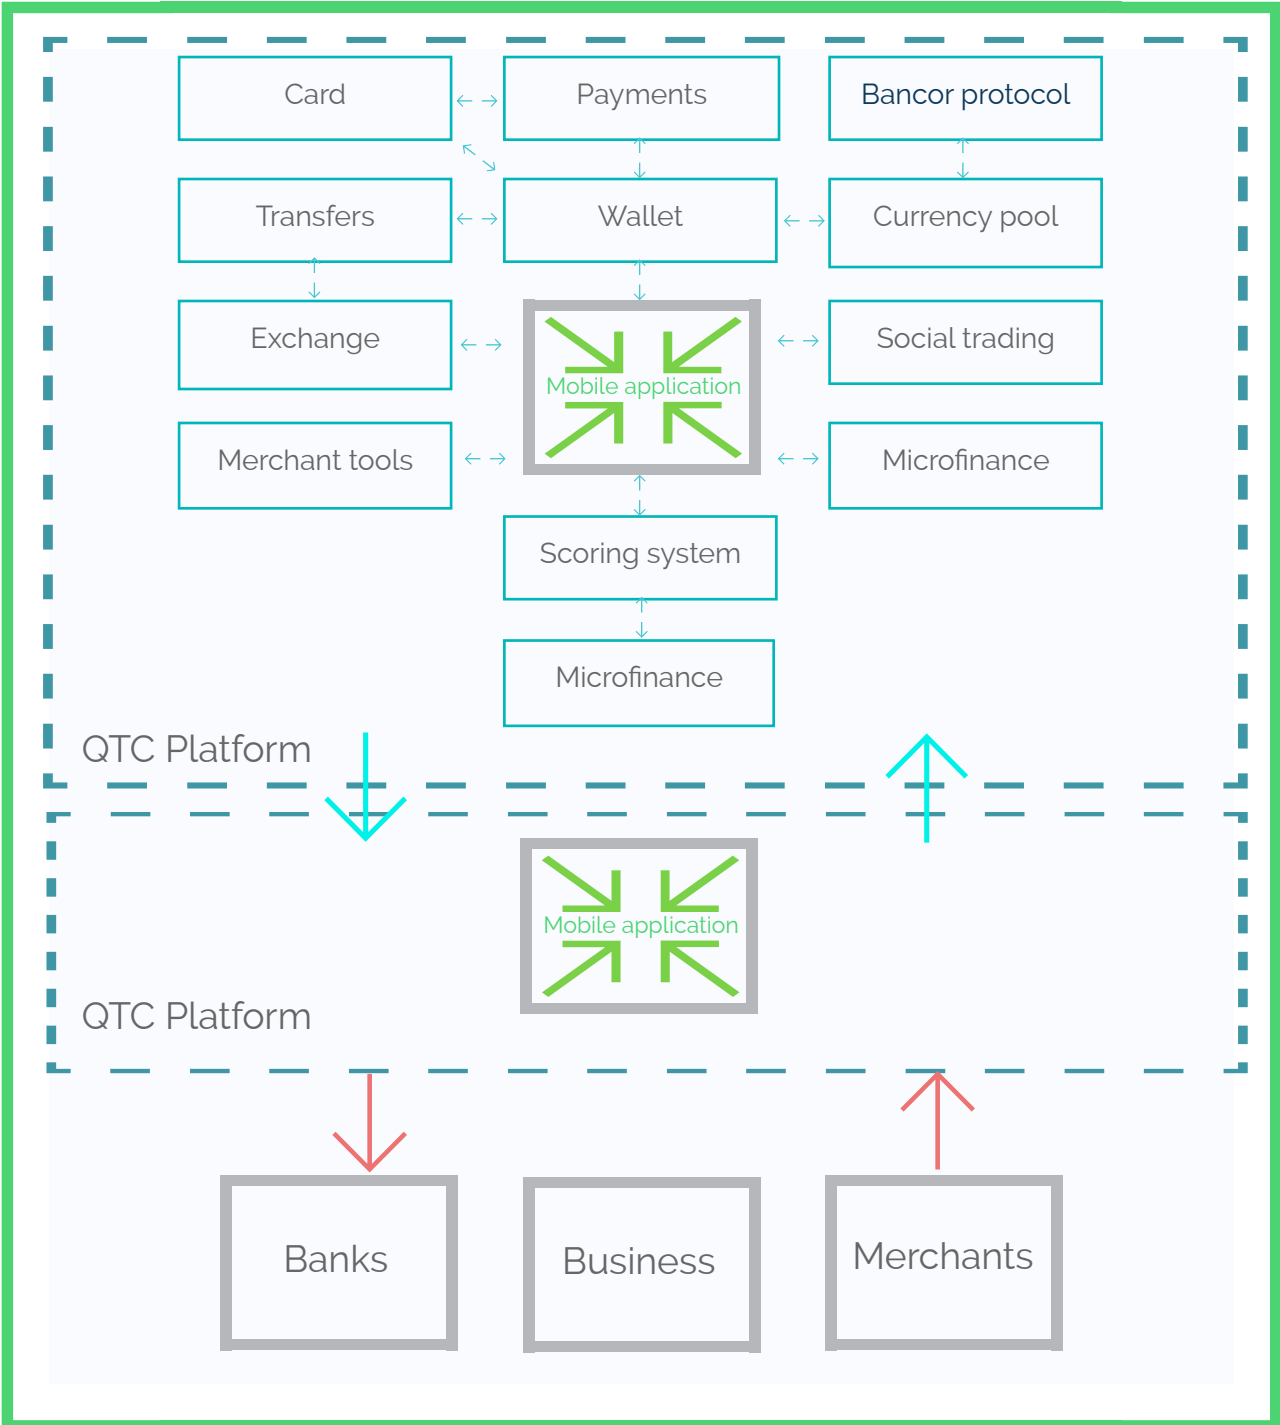 Card
Payments
Bancor protocol
Transfers
Wallet
Currency pool
Exchange
Mobile application
Social trading
Merchant tools
Microfinance
Scoring system
Microfinance
QTC Platform
Mobile application
QTC Platform
Banks
Business
Merchants